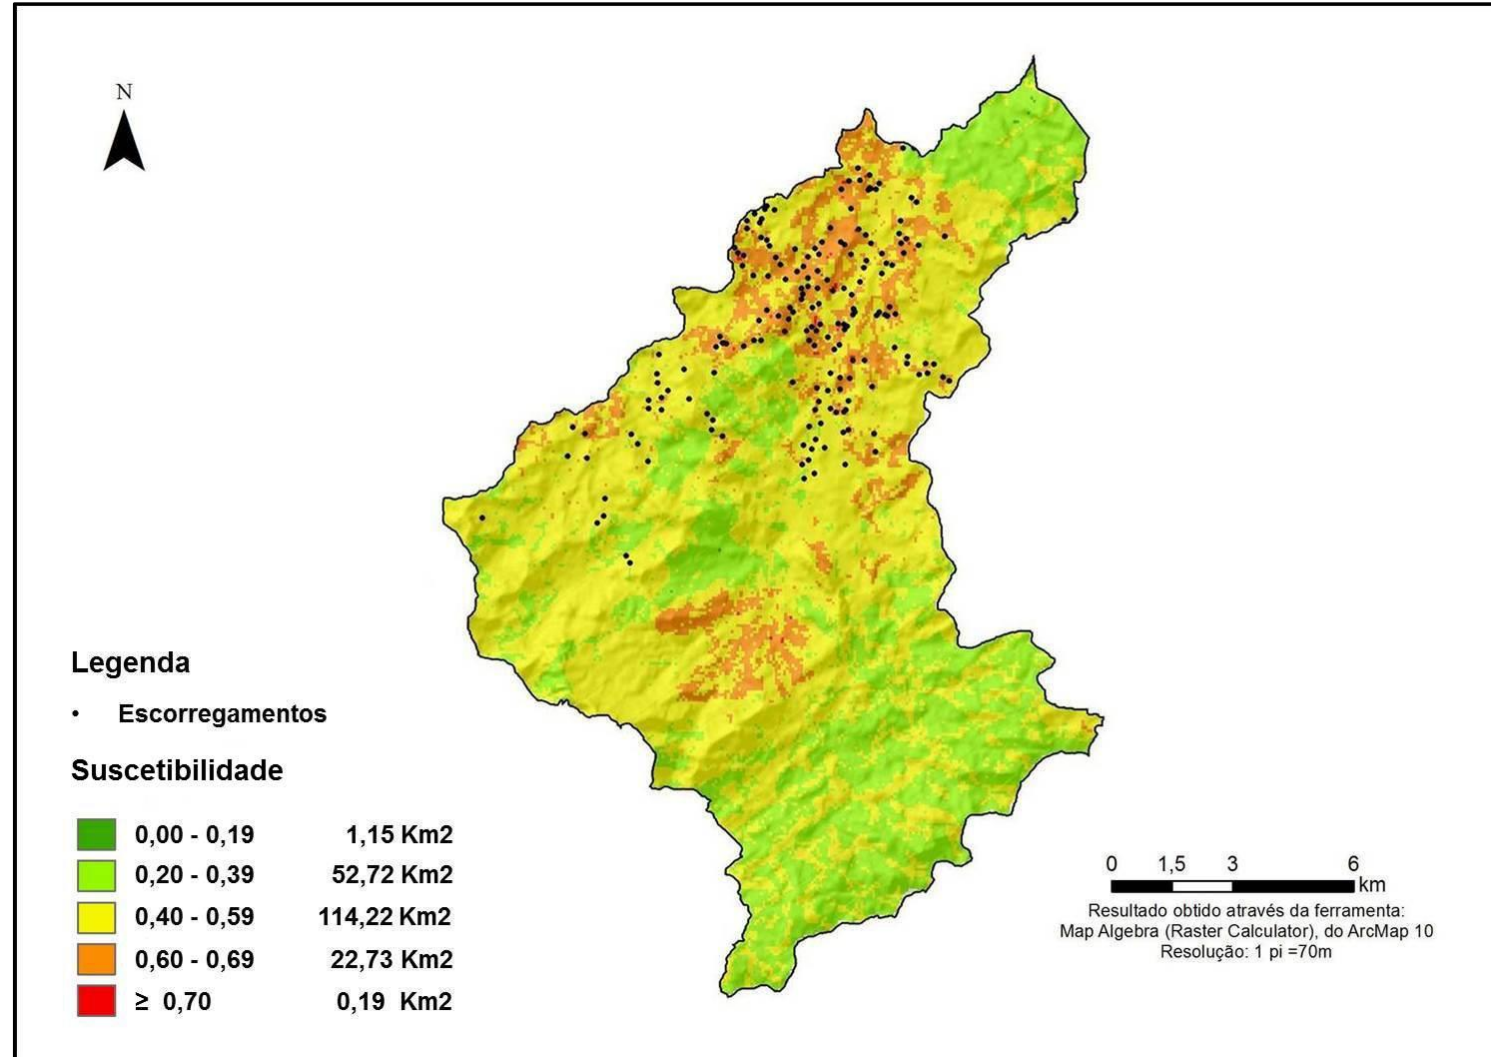 N
Legenda
• Escorregamentos
Suscetibilidade
0,00 - 0,19 1,15 Km2
0,20 - 0,39 52,72 Km2
0,40 - 0,59 114,22 Km2
0,60 - 0,69 22,73 Km2
≥ 0,70 0,19 Km2
0 1,5 3 6
km
Resultado obtido através da ferramenta:
Map Algebra (Raster Calculator), do ArcMap 10
Resolução: 1 pi =70m